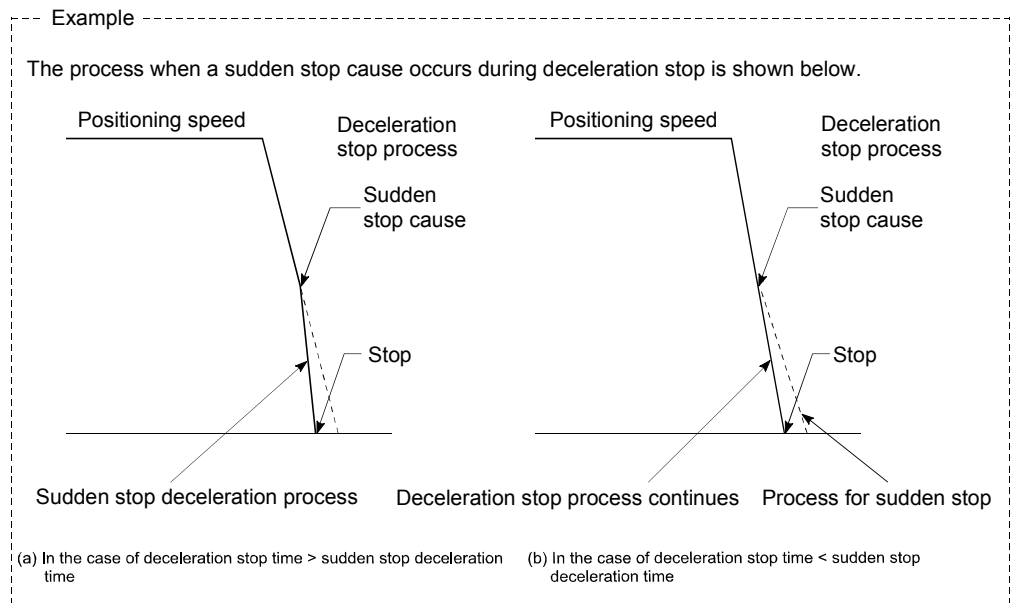 Example
The process when a sudden stop cause occurs during deceleration stop is shown below.
Positioning speed
Deceleration
stop process
Sudden
stop cause
Stop
Sudden stop deceleration process
(a) In the case of deceleration stop time > sudden stop deceleration
time
Positioning speed
Deceleration
stop process
Sudden
stop cause
Stop
Deceleration stop process continues
Process for sudden stop
(b) In the case of deceleration stop time < sudden stop
deceleration time